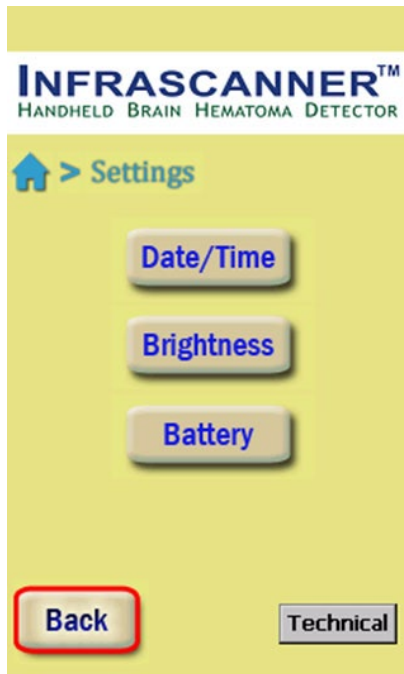 INFRASCANNER™
HANDHELD BRAIN HEMATOMA DETECTOR
> Settings
Date/Time
Brightness
Battery
Back
Technical